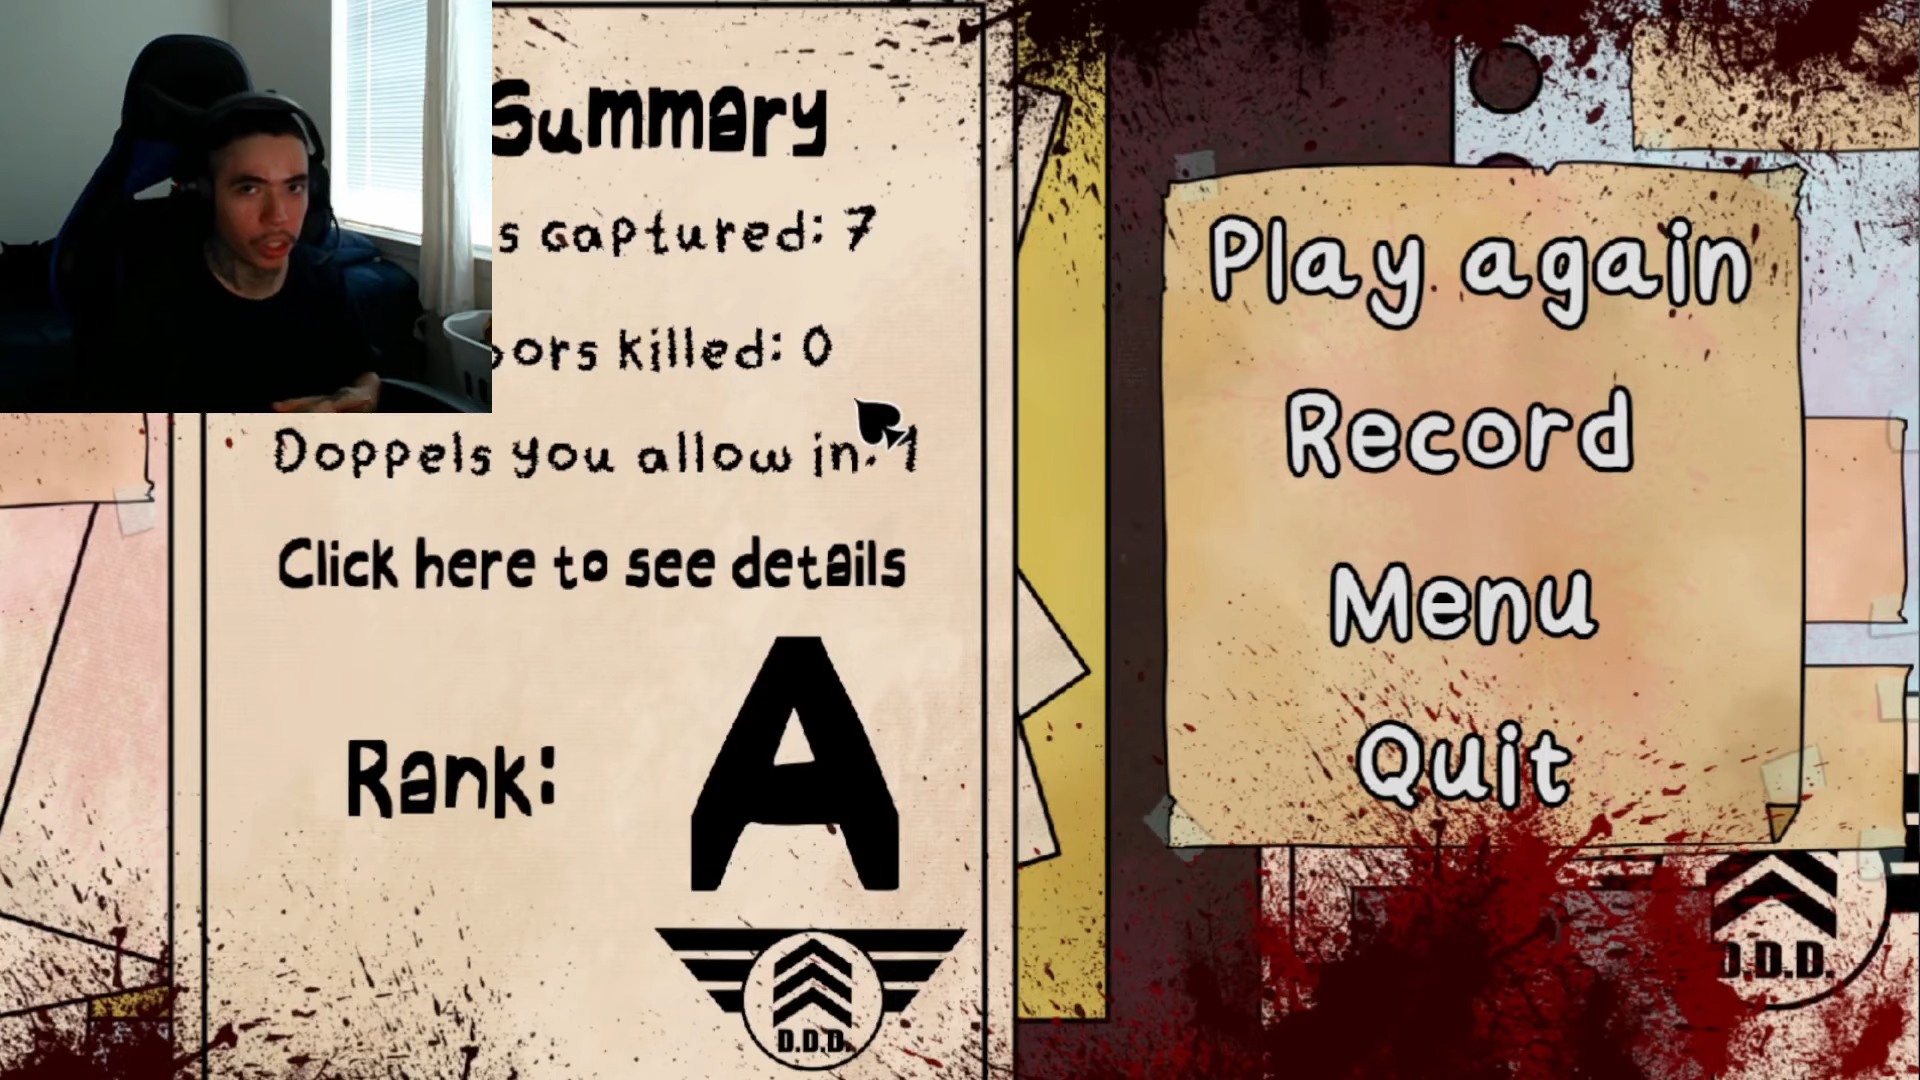 Summary
s captured: 7
ors killed: 0
Doppels you allow in: 1
Click here to see details
Rank: A
D.D.D.
Play again
Record
Menu
Quit
D.D.D.